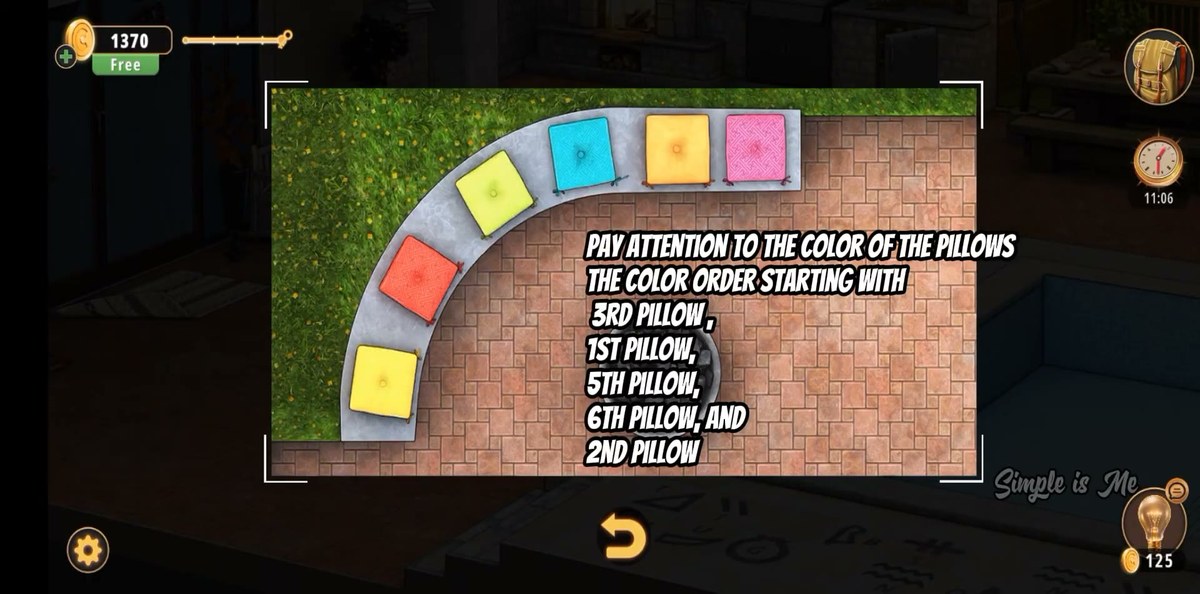 1370
Free
11:06
PAY ATTENTION TO THE COLOR OF THE PILLOWS
THE COLOR ORDER STARTING WITH
3RD PILLOW,
1ST PILLOW,
5TH PILLOW,
6TH PILLOW, AND
2ND PILLOW
Simple is Me
125